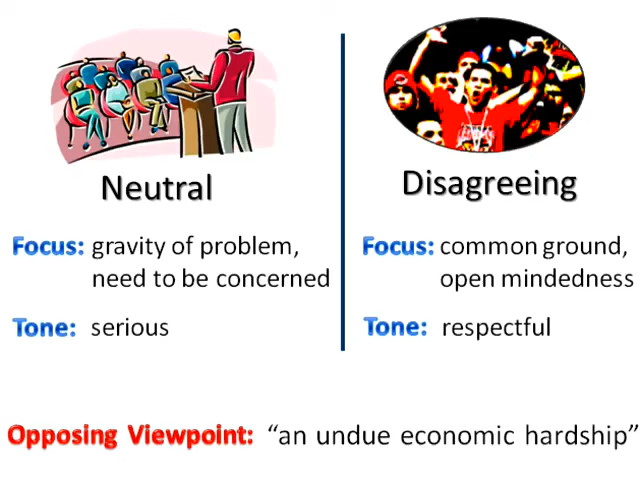 Neutral
Focus: gravity of problem,
need to be concerned
Tone: serious
Disagreeing
Focus: common ground,
open mindedness
Tone: respectful
Opposing Viewpoint: “an undue economic hardship”